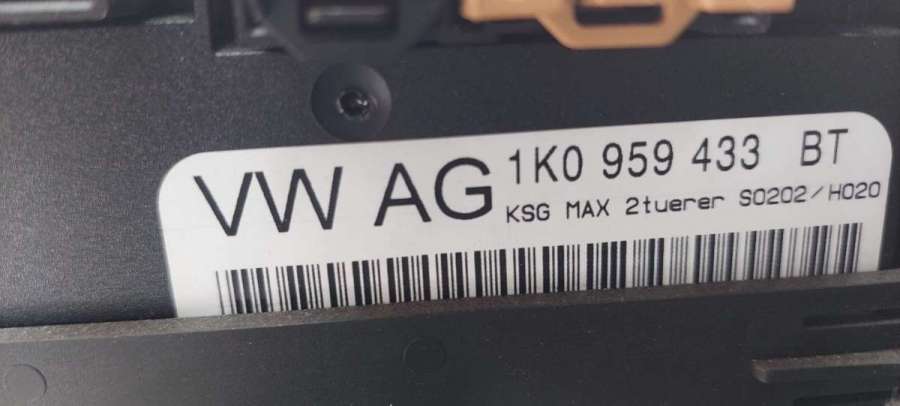 VW AG 1K0 959 433 BT
KSG MAX 2tuerer S0202/H020